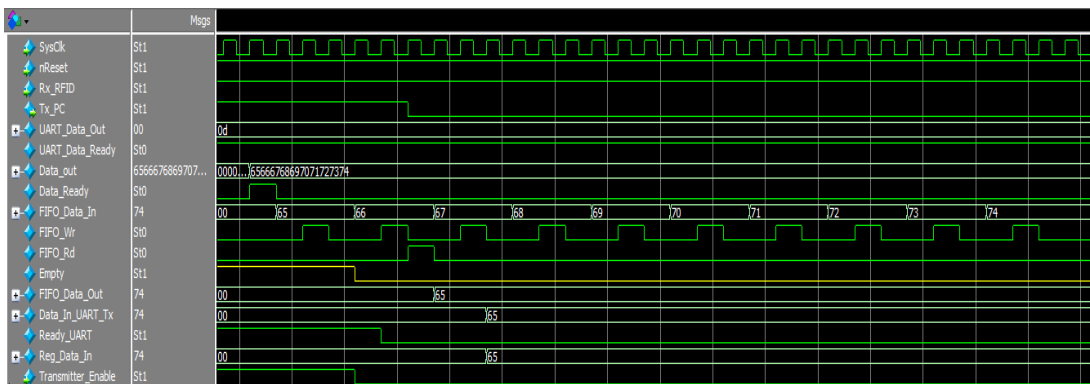 Msgs
SysClk St1
nReset St1
Rx_RFID St1
Tx_PC St1
UART_Data_Out 00 0d
UART_Data_Ready St0
Data_out 6566676869707... 0000... 65666768697071727374
Data_Ready St0
FIFO_Data_In 74 00 65 66 67 68 69 70 71 72 73 74
FIFO_Wr St0
FIFO_Rd St0
Empty St1
FIFO_Data_Out 74 00 65
Data_In_UART_Tx 74 00 65
Ready_UART St1
Reg_Data_In 74 00 65
Transmitter_Enable St1